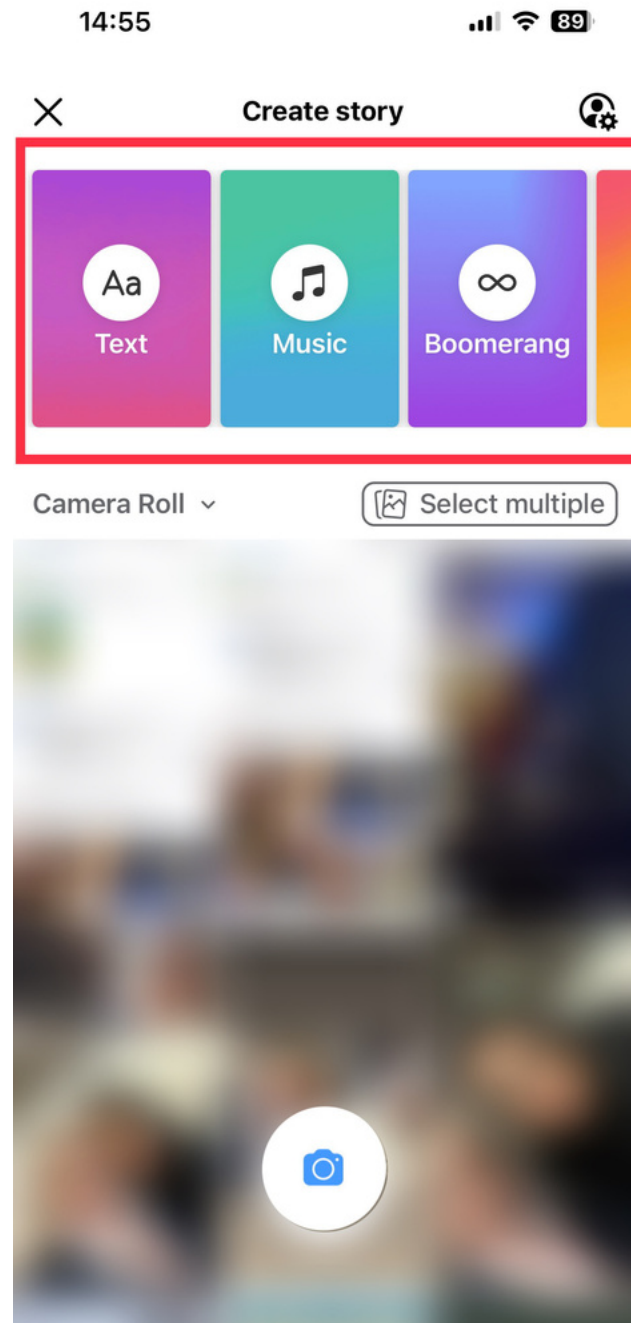 14:55
89
Create story
Aa
Text
Music
Boomerang
Camera Roll
Select multiple